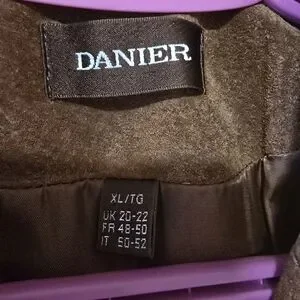 DANIER
XL/TG
UK 20-22
FR 48-50
IT 50-52